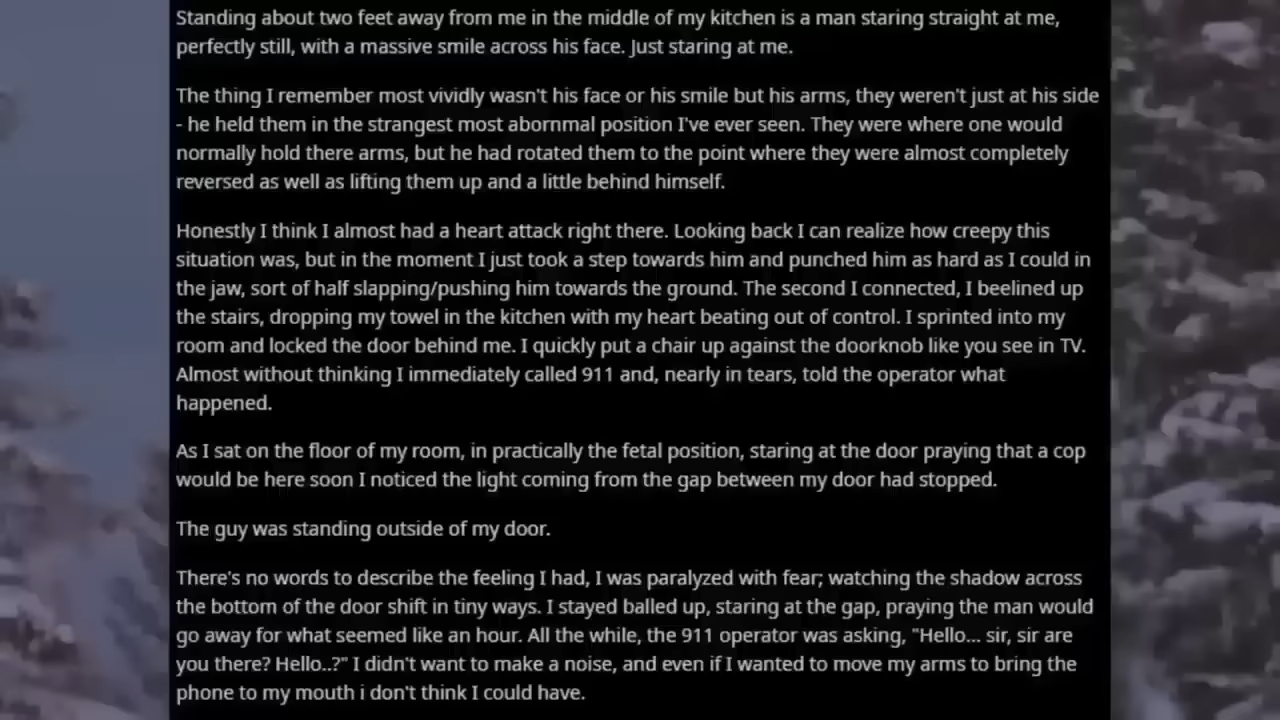 Standing about two feet away from me in the middle of my kitchen is a man staring straight at me,
perfectly still, with a massive smile across his face. Just staring at me.
The thing I remember most vividly wasn't his face or his smile but his arms, they weren't just at his side
- he held them in the strangest most abornmal position I've ever seen. They were where one would
normally hold there arms, but he had rotated them to the point where they were almost completely
reversed as well as lifting them up and a little behind himself.
Honestly I think I almost had a heart attack right there. Looking back I can realize how creepy this
situation was, but in the moment I just took a step towards him and punched him as hard as I could in
the jaw, sort of half slapping/pushing him towards the ground. The second I connected, I beelined up
the stairs, dropping my towel in the kitchen with my heart beating out of control. I sprinted into my
room and locked the door behind me. I quickly put a chair up against the doorknob like you see in TV.
Almost without thinking I immediately called 911 and, nearly in tears, told the operator what
happened.
As I sat on the floor of my room, in practically the fetal position, staring at the door praying that a cop
would be here soon I noticed the light coming from the gap between my door had stopped.
The guy was standing outside of my door.
There's no words to describe the feeling I had, I was paralyzed with fear; watching the shadow across
the bottom of the door shift in tiny ways. I stayed balled up, staring at the gap, praying the man would
go away for what seemed like an hour. All the while, the 911 operator was asking, "Hello... sir, sir are
you there? Hello..?" I didn't want to make a noise, and even if I wanted to move my arms to bring the
phone to my mouth i don't think I could have.